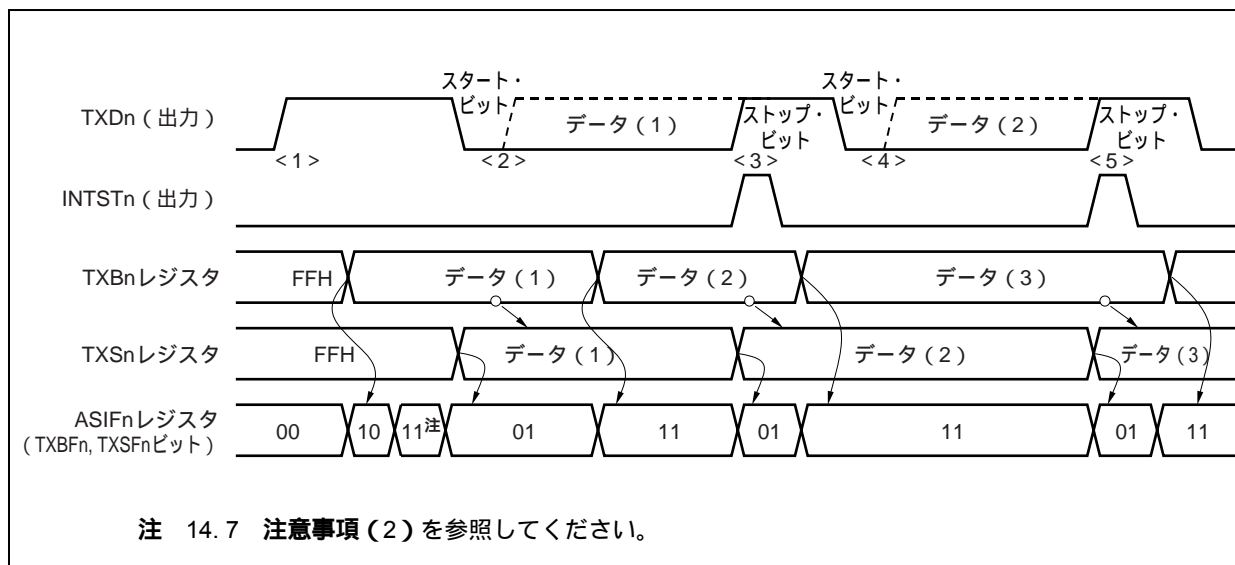 スタート・
ビット
スタート・
ビット
TXDn（出力）
データ（1）
ストップ・
ビット
データ（2）
ストップ・
ビット
<1>
<2>
<3>
<4>
<5>
INTSTn（出力）
TXBnレジスタ
FFH
データ（1）
データ（2）
データ（3）
TXSnレジスタ
FFH
データ（1）
データ（2）
データ（3）
ASIFnレジスタ
（TXBFn, TXSFnビット）
00
10
11注
01
11
01
11
01
11
注 14. 7 注意事項（2）を参照してください。